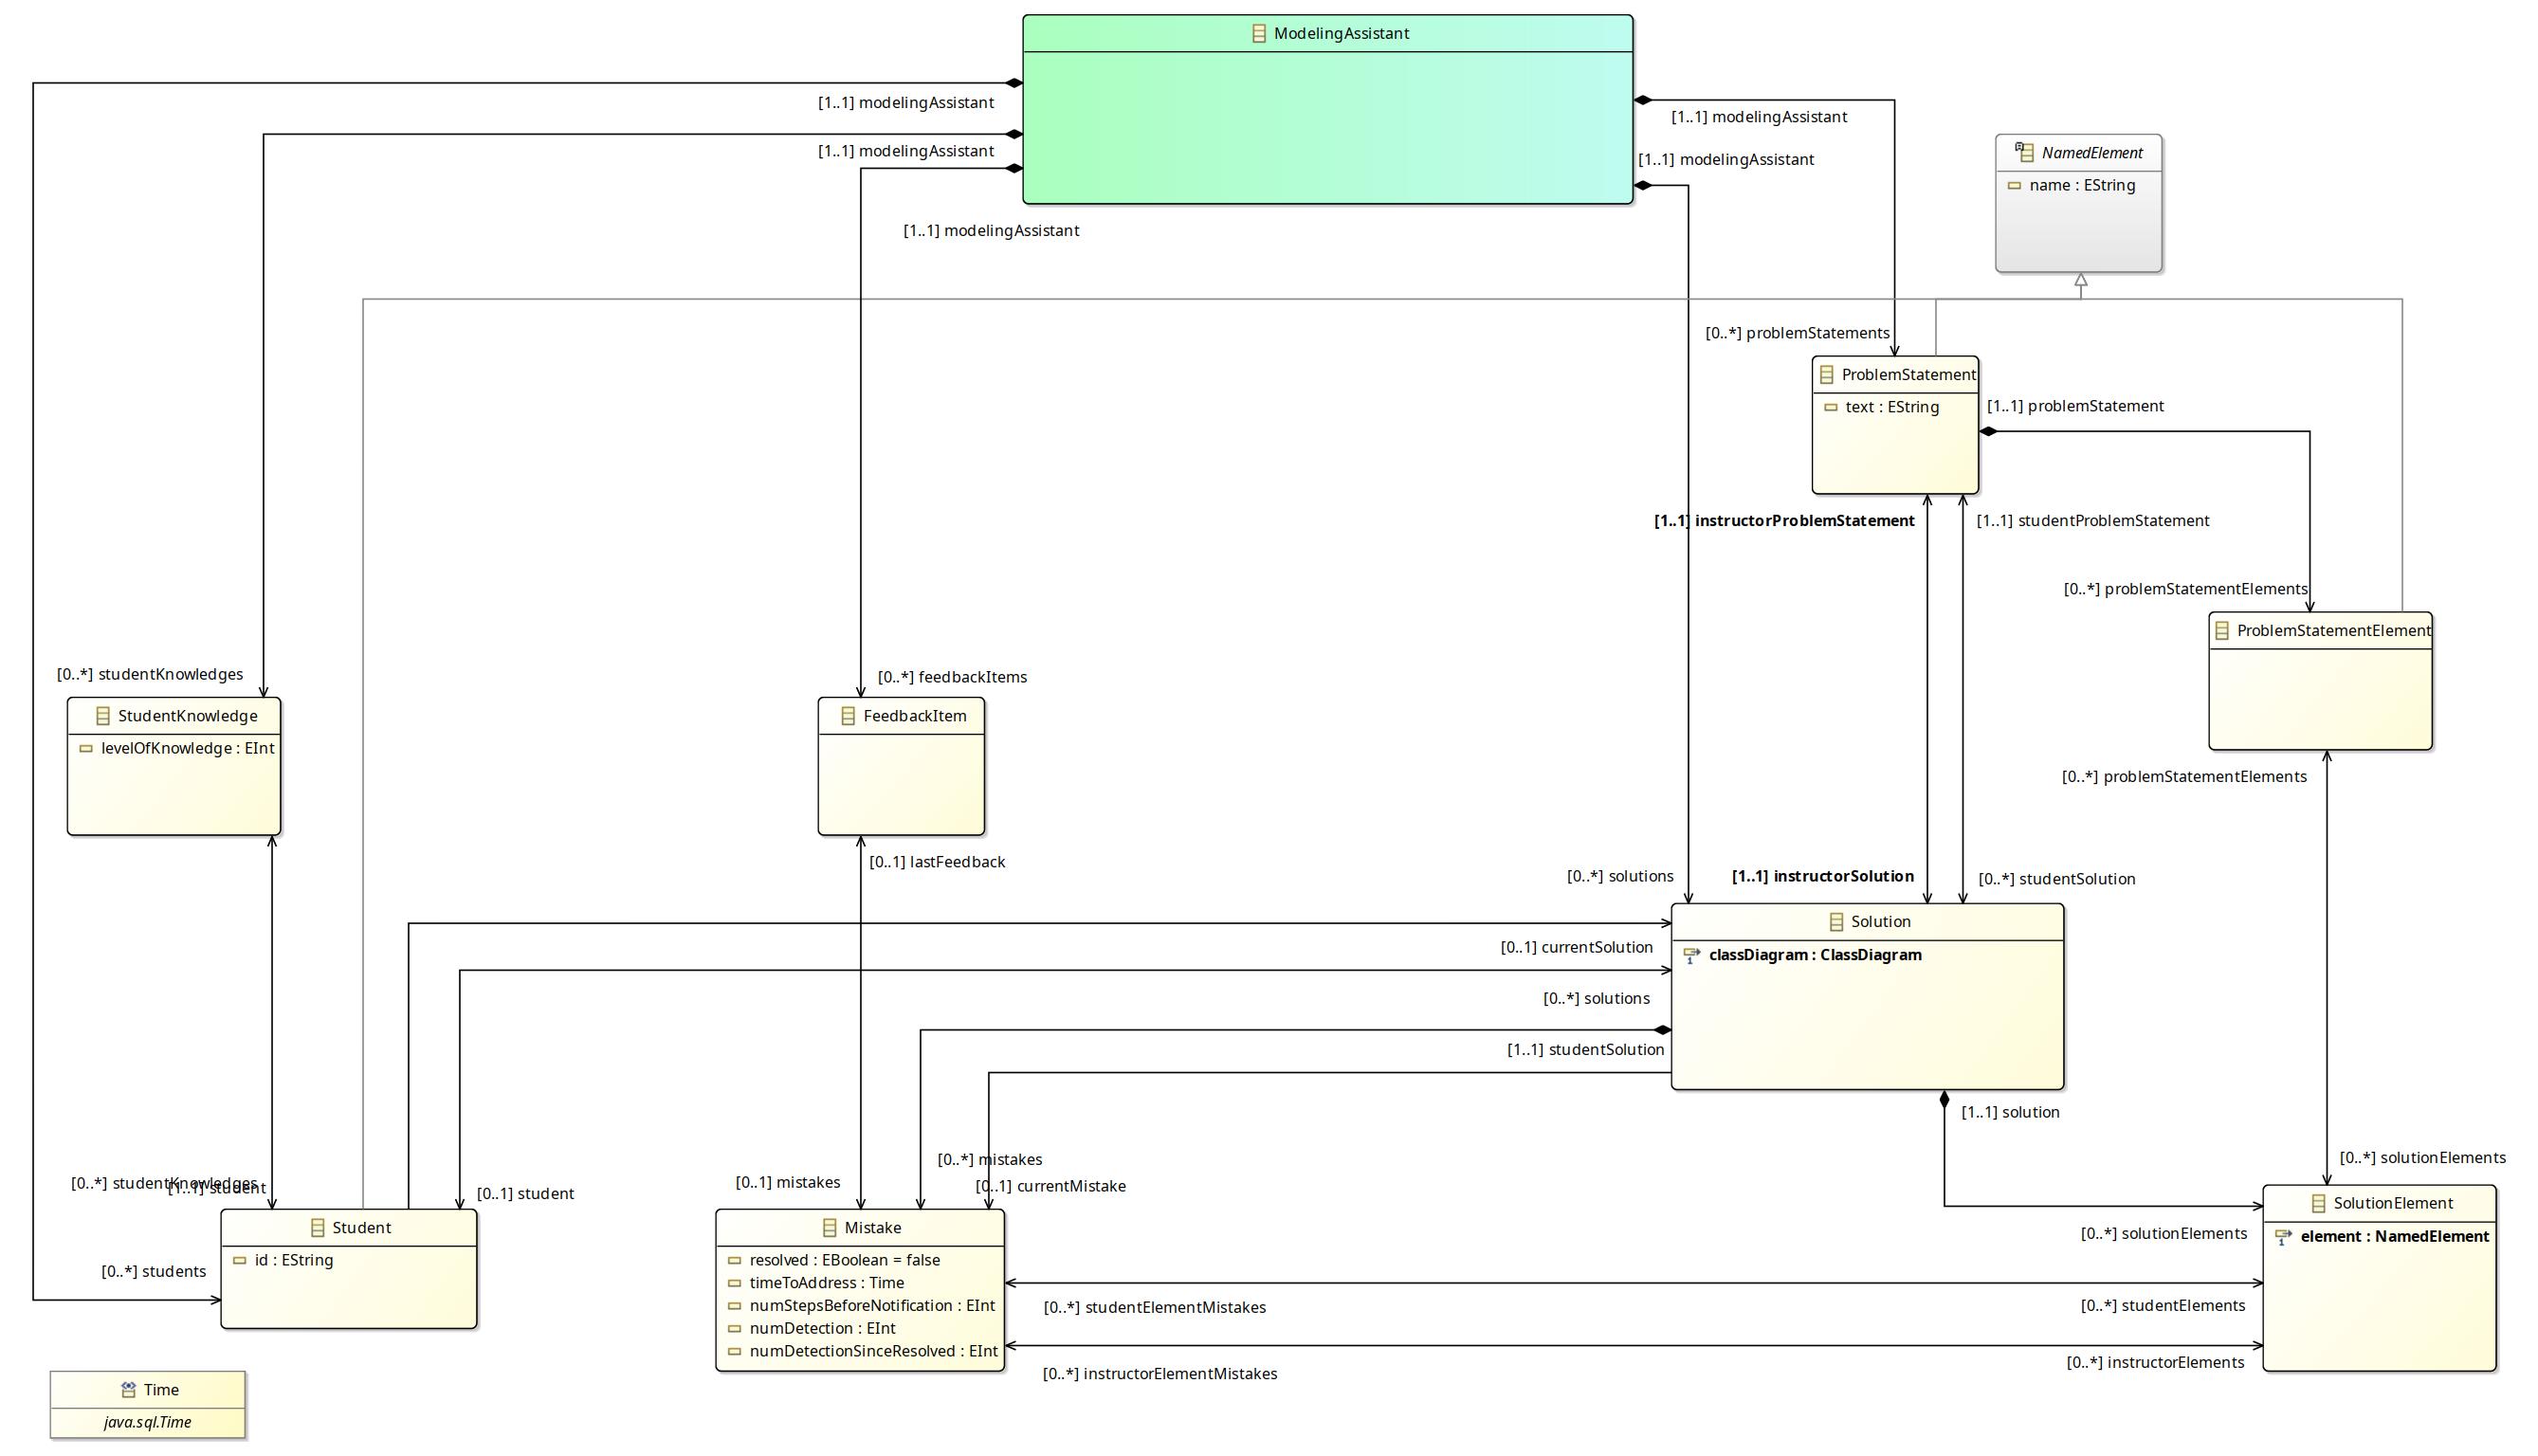 ModelingAssistant
[1..1] modelingAssistant
[1..1] modelingAssistant
[1..1] modelingAssistant
[1..1] modelingAssistant
[1..1] modelingAssistant
NamedElement
name : EString
[0..*] problemStatements
ProblemStatement
text : EString
[1..1] problemStatement
[1..1] instructorProblemStatement
[1..1] studentProblemStatement
[0..*] problemStatementElements
ProblemStatementElement
[0..*] studentKnowledges
[0..*] feedbackItems
StudentKnowledge
levelOfKnowledge : EInt
FeedbackItem
[0..*] problemStatementElements
[0..1] lastFeedback
[0..*] solutions
[1..1] instructorSolution
[0..*] studentSolution
Solution
classDiagram : ClassDiagram
[0..1] currentSolution
[0..*] solutions
[1..1] studentSolution
[1..1] solution
[0..*] mistakes
[0..*] solutionElements
[0..*] studentKnowledges
[1..1] student
[0..1] student
[0..1] mistakes
[0..1] currentMistake
Student
id : EString
[0..*] students
Mistake
resolved : EBoolean = false
timeToAddress : Time
numStepsBeforeNotification : EInt
numDetection : EInt
numDetectionSinceResolved : EInt
SolutionElement
element : NamedElement
[0..*] solutionElements
[0..*] studentElementMistakes
[0..*] studentElements
[0..*] instructorElementMistakes
[0..*] instructorElements
Time
java.sql.Time